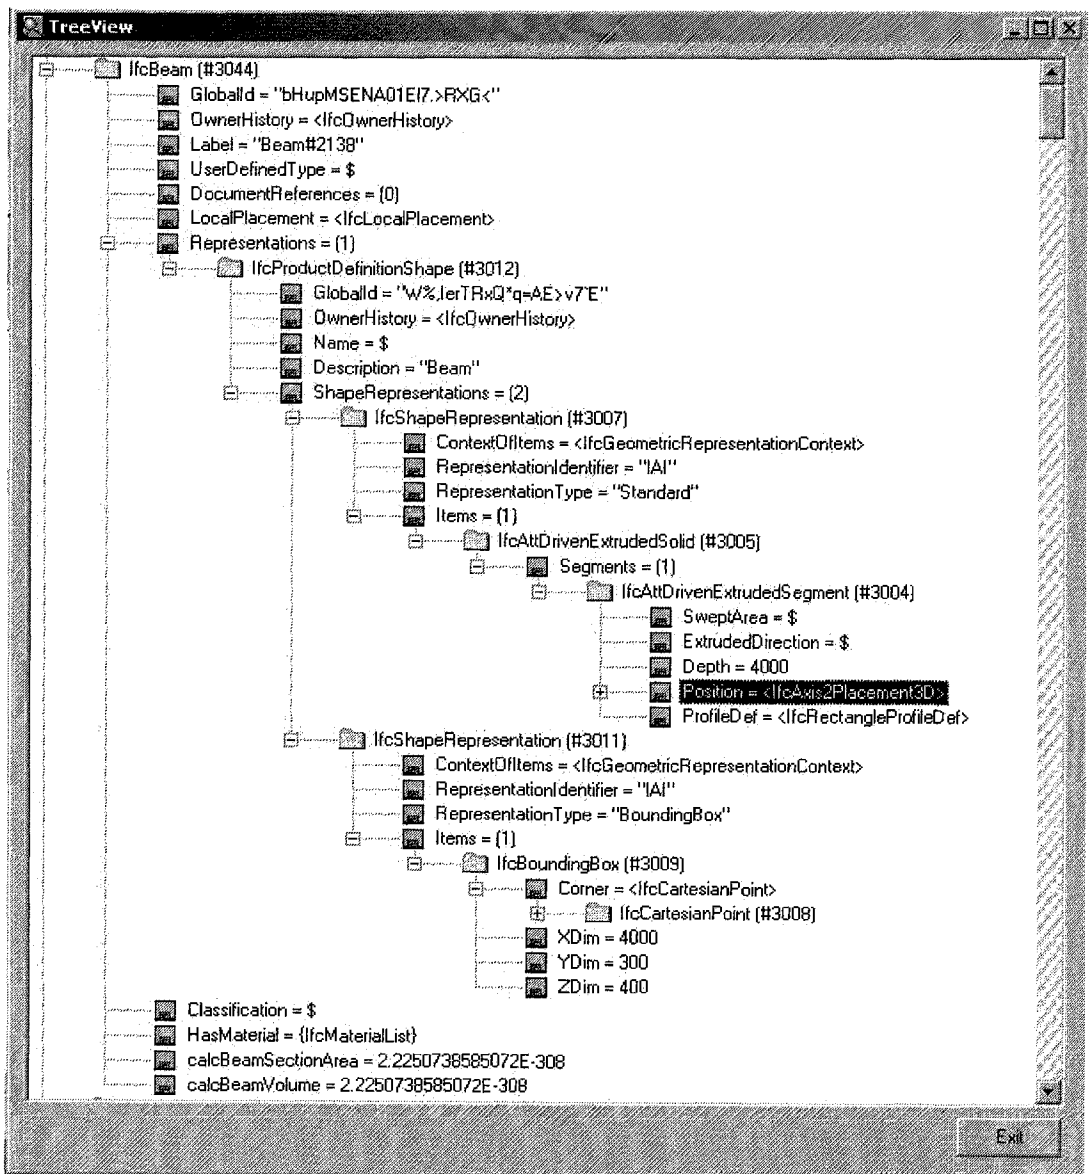 TreeView
IfcBeam (#3044)
GlobalId = "bHupMSENA01EI7.>RXG<"
OwnerHistory = <IfcOwnerHistory>
Label = "Beam#2138"
UserDefinedType = $
DocumentReferences = {0}
LocalPlacement = <IfcLocalPlacement>
Representations = {1}
IfcProductDefinitionShape (#3012)
GlobalId =
OwnerHistory = <IfcOwnerHistory>
Name = $
Description = "Beam"
ShapeRepresentations = {2}
IfcShapeRepresentation (#3007)
ContextOfItems = <IfcGeometricRepresentationContext>
RepresentationIdentifier = "IAI"
RepresentationType = "Standard"
Items = {1}
IfcAttDrivenExtrudedSolid (#3005)
Segments = {1}
IfcAttDrivenExtrudedSegment (#3004)
SweptArea = $
ExtrudedDirection = $
Depth = 4000
Position = <IfcAxis2Placement3D>
ProfileDef = <IfcRectangleProfileDef>
IfcShapeRepresentation (#3011)
ContextOfItems = <IfcGeometricRepresentationContext>
RepresentationIdentifier = "IAI"
RepresentationType = "BoundingBox"
Items = {1}
IfcBoundingBox (#3009)
Corner = <IfcCartesianPoint>
IfcCartesianPoint (#3008)
XDim = 4000
YDim = 300
ZDim = 400
Classification = $
HasMaterial = {IfcMaterialList}
calcBeamSectionArea = 2.2250738585072E-308
calcBeamVolume = 2.2250738585072E-308
Exit